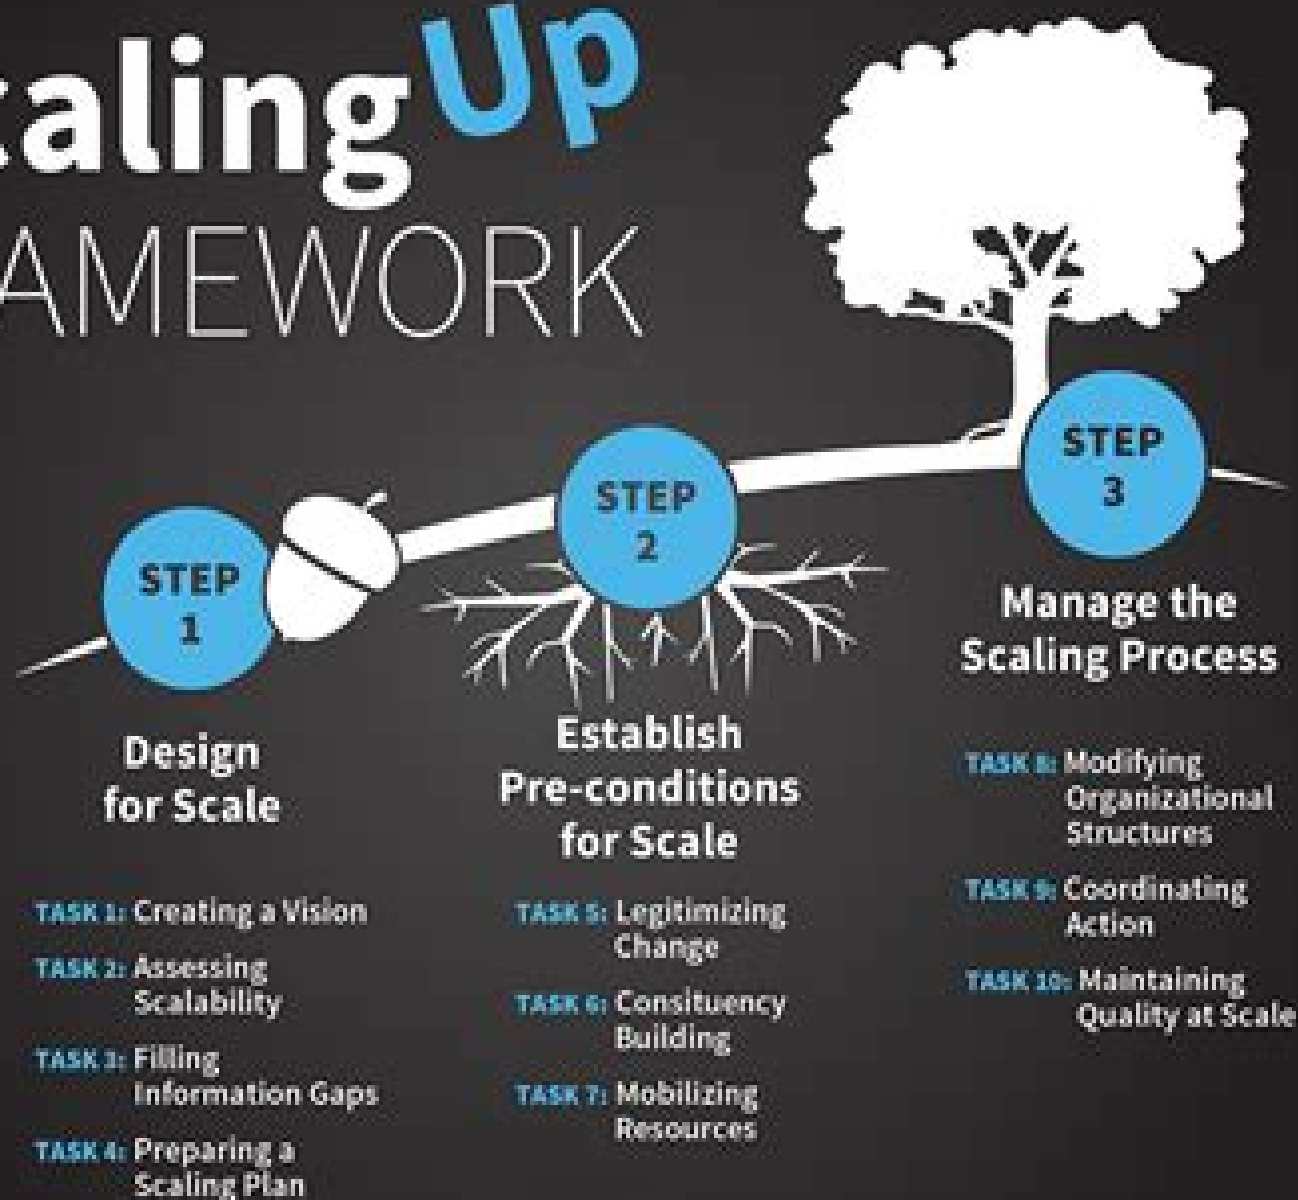 caling Up
AMEWORK
STEP
1
Design
for Scale
TASK 1: Creating a Vision
TASK 2: Assessing
Scalability
TASK 3: Filling
Information Gaps
TASK 4: Preparing a
Scaling Plan
STEP
2
Establish
Pre-conditions
for Scale
TASK 5: Legitimizing
Change
TASK 6: Consituency
Building
TASK 7: Mobilizing
Resources
STEP
3
Manage the
Scaling Process
TASK 8: Modifying
Organizational
Structures
TASK 9: Coordinating
Action
TASK 10: Maintaining
Quality at Scale